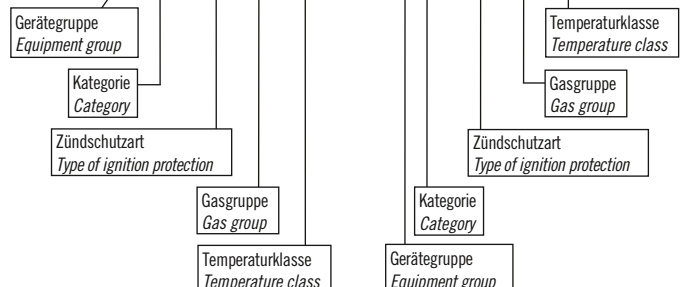 Gerätegruppe
Equipment group
Kategorie
Category
Zündschutzart
Type of ignition protection
Gasgruppe
Gas group
Temperaturklasse
Temperature class
Temperaturklasse
Temperature class
Gasgruppe
Gas group
Zündschutzart
Type of ignition protection
Kategorie
Category
Gerätegruppe
Equipment group